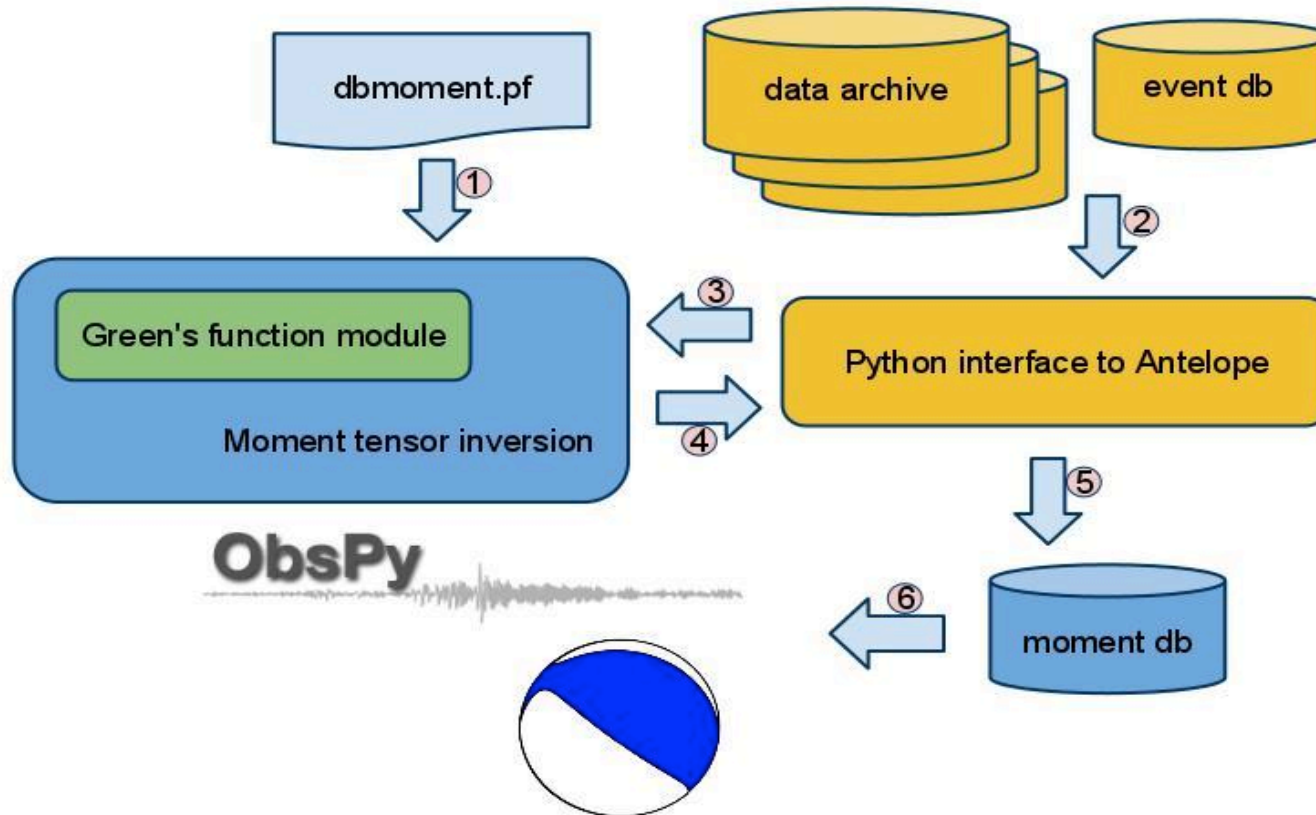 dbmoment.pf
data archive
event db
1
2
3
Green's function module
Python interface to Antelope
Moment tensor inversion
4
5
ObsPy
6
moment db